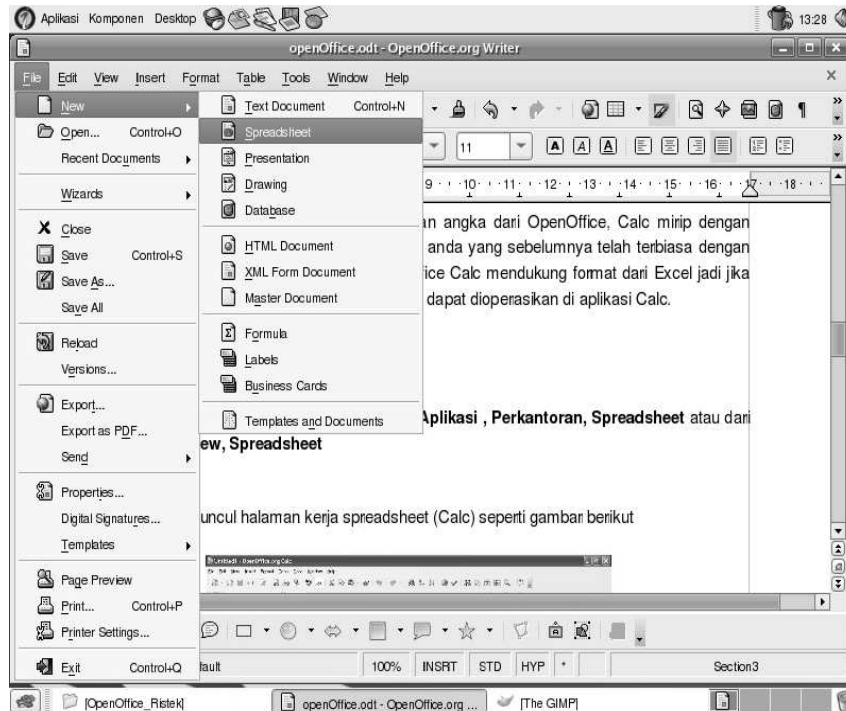 Aplikasi Komponen Desktop 13:28
openOffice.odt - OpenOffice.org Writer
File Edit View Insert Format Table Tools Window Help
New
Open... Control+O
Recent Documents
Wizards
Close
Save Control+S
Save As...
Save All
Reload
Versions...
Export...
Export as PDF...
Send
Properties...
Digital Signatures...
Templates
Page Preview
Print... Control+P
Printer Settings...
Exit Control+Q
Text Document Control+N
Spreadsheet
Presentation
Drawing
Database
HTML Document
XML Form Document
Master Document
Formula
Labels
Business Cards
Templates and Documents
11
9 10 11 12 13 14 15 16 17 18
an angka dari OpenOffice, Calc mirip dengan
anda yang sebelumnya telah terbiasa dengan
fice Calc mendukung format dari Excel jadi jika
dapat dioperasikan di aplikasi Calc.
Aplikasi , Perkantoran, Spreadsheet atau dari
ew, Spreadsheet
uncul halaman kerja spreadsheet (Calc) seperti gambar berikut
fault 100% INSRT STD HYP * Section3
[OpenOffice_Ristek] openOffice.odt - OpenOffice.org ... [The GIMP]